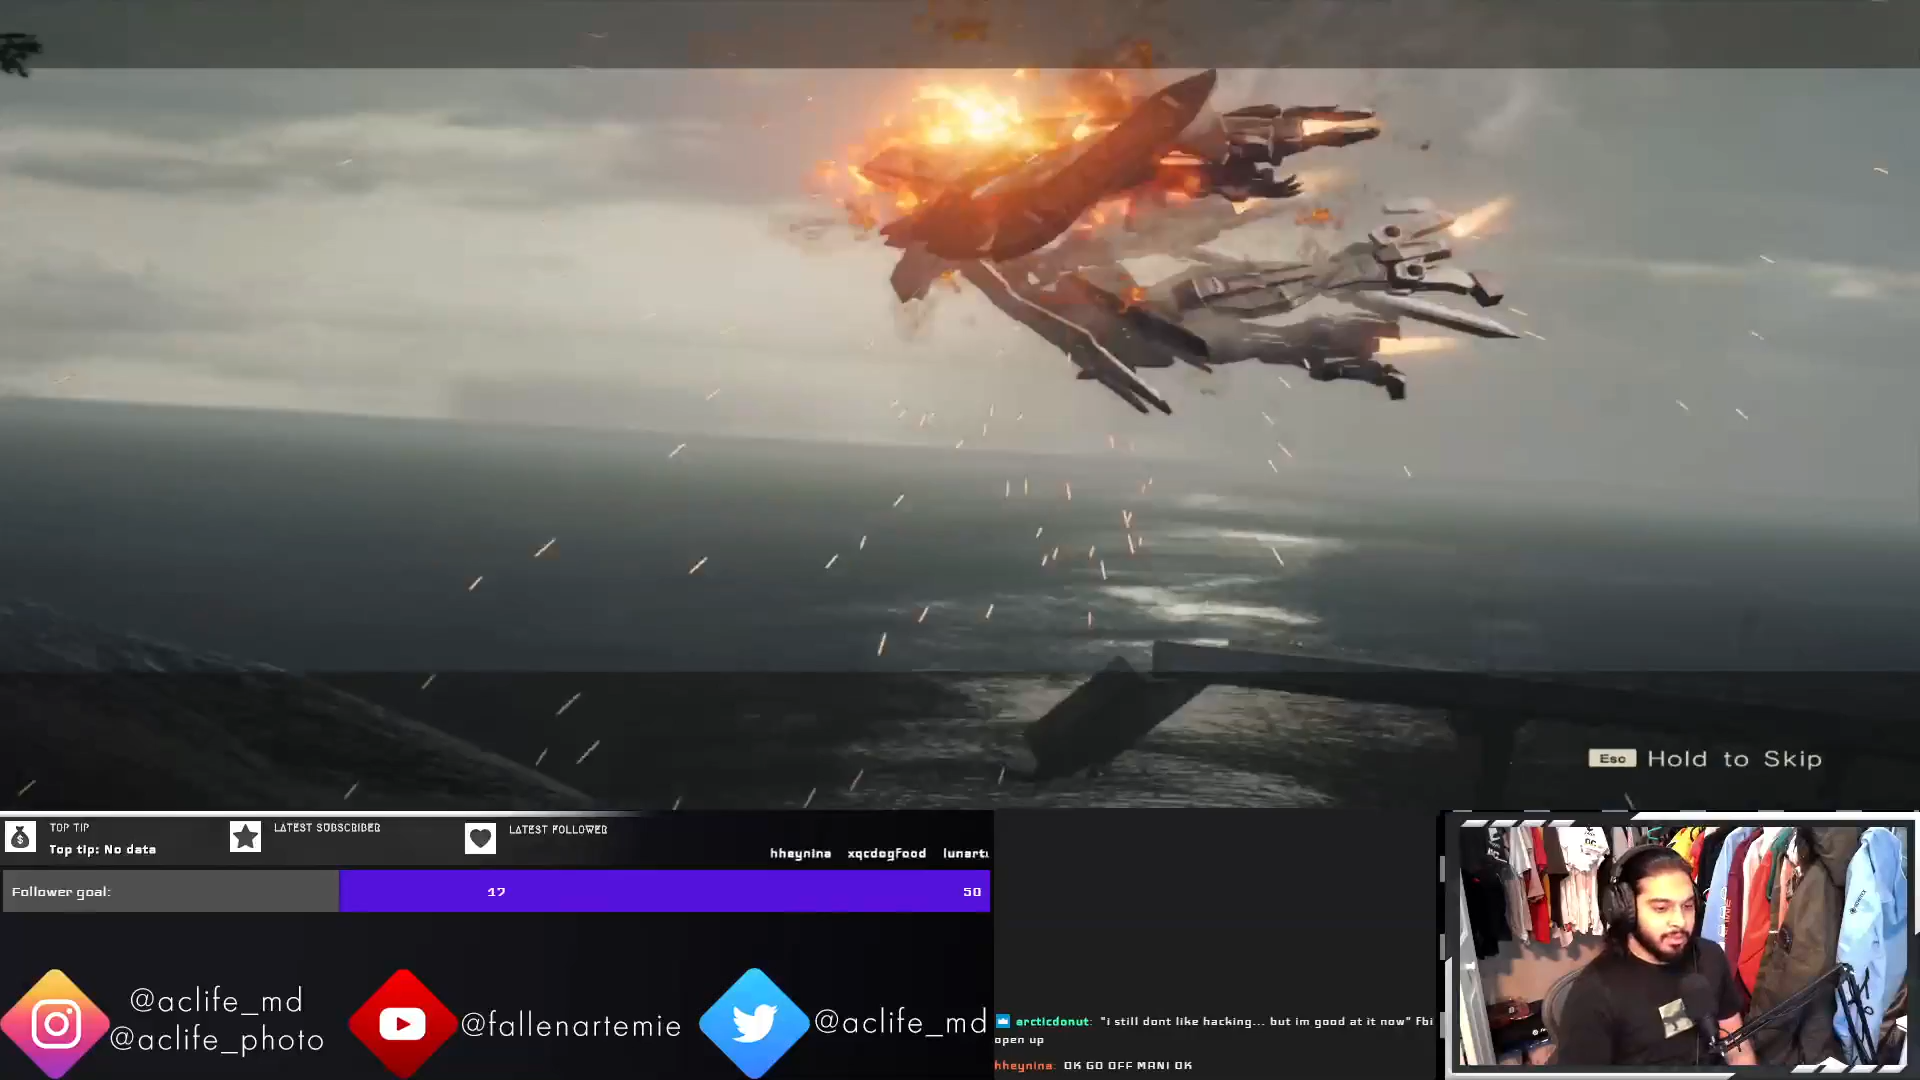 Esc Hold to Skip
TOP TIP
Top tip: No data
LATEST SUBSCRIBER
LATEST FOLLOWER
hheynina xqcdogfood
Follower goal: 17 50
@aclife_md
@aclife_photo
@fallenartemie
@aclife_md
arcticdonut: "i still dont like hacking... but im good at it now" Fbi
open up
hheynina: OK GO OFF MANI OK